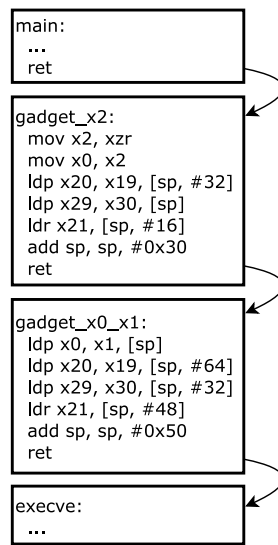 main:
...
ret
gadget_x2:
mov x2, xzr
mov x0, x2
ldp x20, x19, [sp, #32]
ldp x29, x30, [sp]
ldr x21, [sp, #16]
add sp, sp, #0x30
ret
gadget_x0_x1:
ldp x0, x1, [sp]
ldp x20, x19, [sp, #64]
ldp x29, x30, [sp, #32]
ldr x21, [sp, #48]
add sp, sp, #0x50
ret
execve:
...